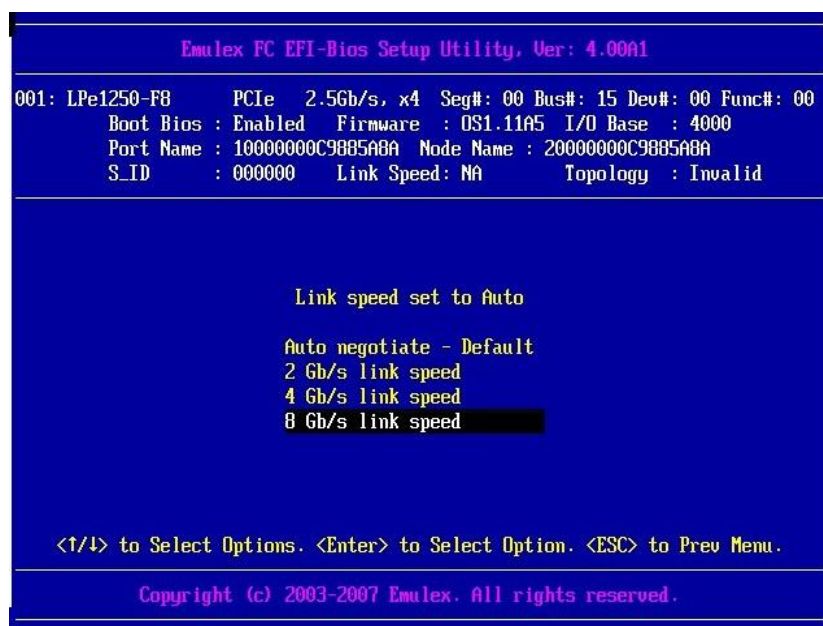 Emulex FC EFI-Bios Setup Utility, Ver: 4.00A1
001: LPe1250-F8 PCIe 2.5Gb/s, x4 Seg#: 00 Bus#: 15 Dev#: 00 Func#: 00
Boot Bios : Enabled Firmware : OS1.11A5 I/O Base : 4000
Port Name : 10000000C9885A8A Node Name : 20000000C9885A8A
S_ID : 000000 Link Speed: NA Topology : Invalid
Link speed set to Auto
Auto negotiate - Default
2 Gb/s link speed
4 Gb/s link speed
8 Gb/s link speed
<↑/↓> to Select Options. <Enter> to Select Option. <ESC> to Prev Menu.
Copyright (c) 2003-2007 Emulex. All rights reserved.